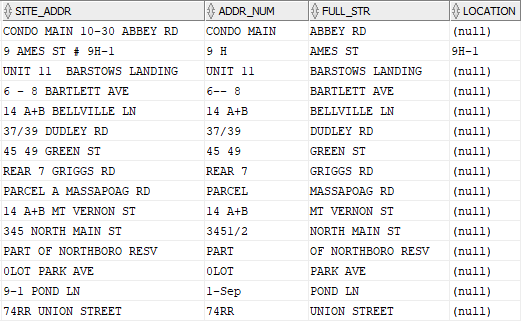 SITE_ADDR ADDR_NUM FULL_STR LOCATION
CONDO MAIN 10-30 ABBEY RD CONDO MAIN ABBEY RD (null)
9 AMES ST # 9H-1 9 H AMES ST 9H-1
UNIT 11  BARSTOWS LANDING UNIT 11 BARSTOWS LANDING (null)
6 - 8 BARTLETT AVE 6-- 8 BARTLETT AVE (null)
14 A+B BELLVILLE LN 14 A+B BELLVILLE LN (null)
37/39 DUDLEY RD 37/39 DUDLEY RD (null)
45 49 GREEN ST 45 49 GREEN ST (null)
REAR 7 GRIGGS RD REAR 7 GRIGGS RD (null)
PARCEL A MASSAPOAG RD PARCEL MASSAPOAG RD (null)
14 A+B MT VERNON ST 14 A+B MT VERNON ST (null)
345 NORTH MAIN ST 3451/2 NORTH MAIN ST (null)
PART OF NORTHBORO RESV PART OF NORTHBORO RESV (null)
0LOT PARK AVE 0LOT PARK AVE (null)
9-1 POND LN 1-Sep POND LN (null)
74RR UNION STREET 74RR UNION STREET (null)